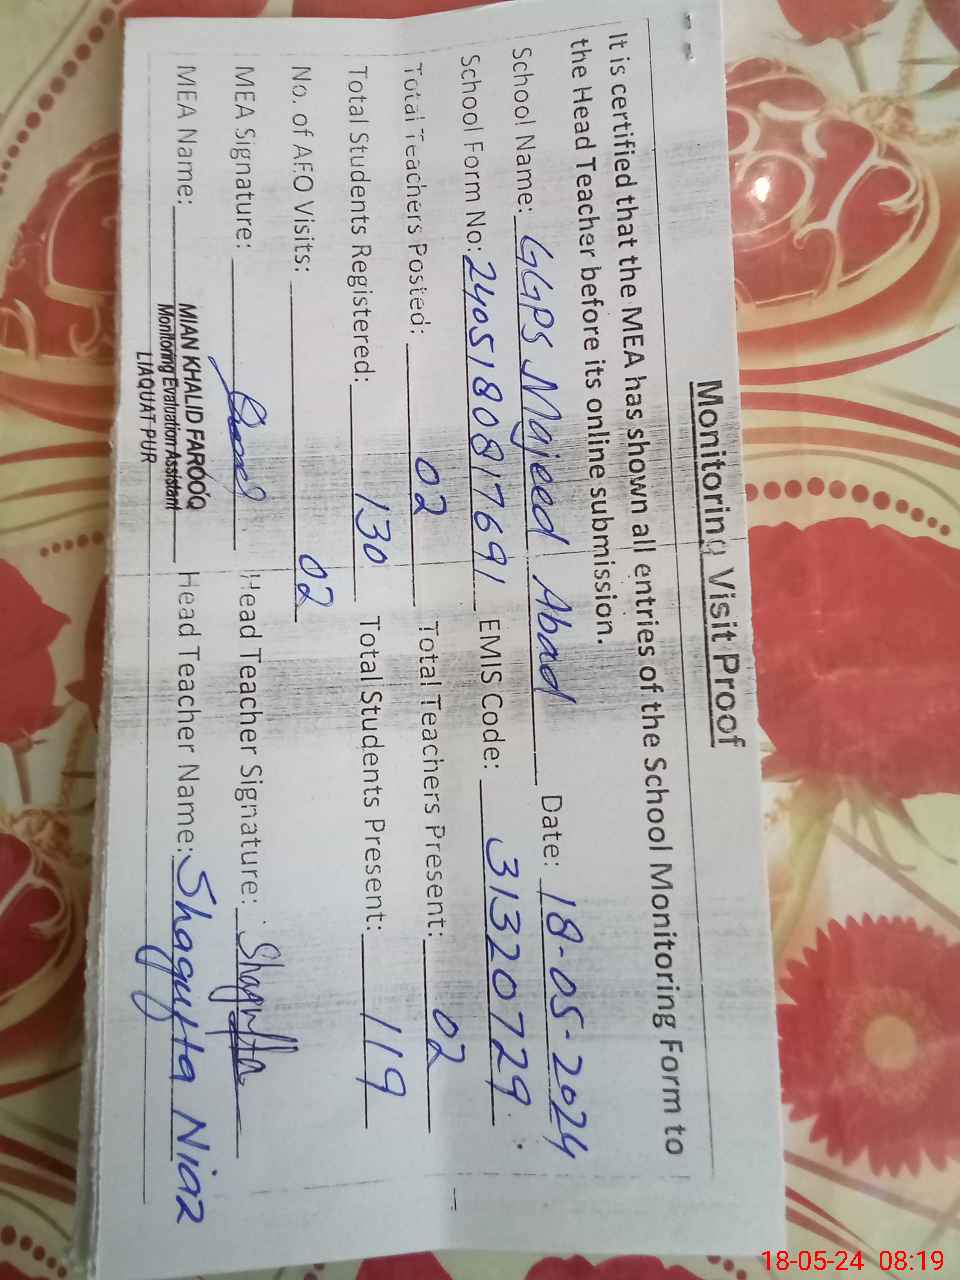 Monitoring Visit Proof
It is certified that the MEA has shown all entries of the School Monitoring Form to
the Head Teacher before its online submission.
School Name: GGPS Majeed Abad Date: 18-05-2024
School Form No: 2405180817691 EMIS Code: 31320729
Total Teachers Posted: 02 Total Teachers Present: 02
Total Students Registered: 130 Total Students Present: 119
No. of AEO Visits: 02
MEA Signature: Head Teacher Signature: Shagufta
MEA Name: MIAN KHALID FAROOQ Head Teacher Name: Shagufta Niaz
Monitoring Evaluation Assistant
LIAQUAT PUR
18-05-24 08:19